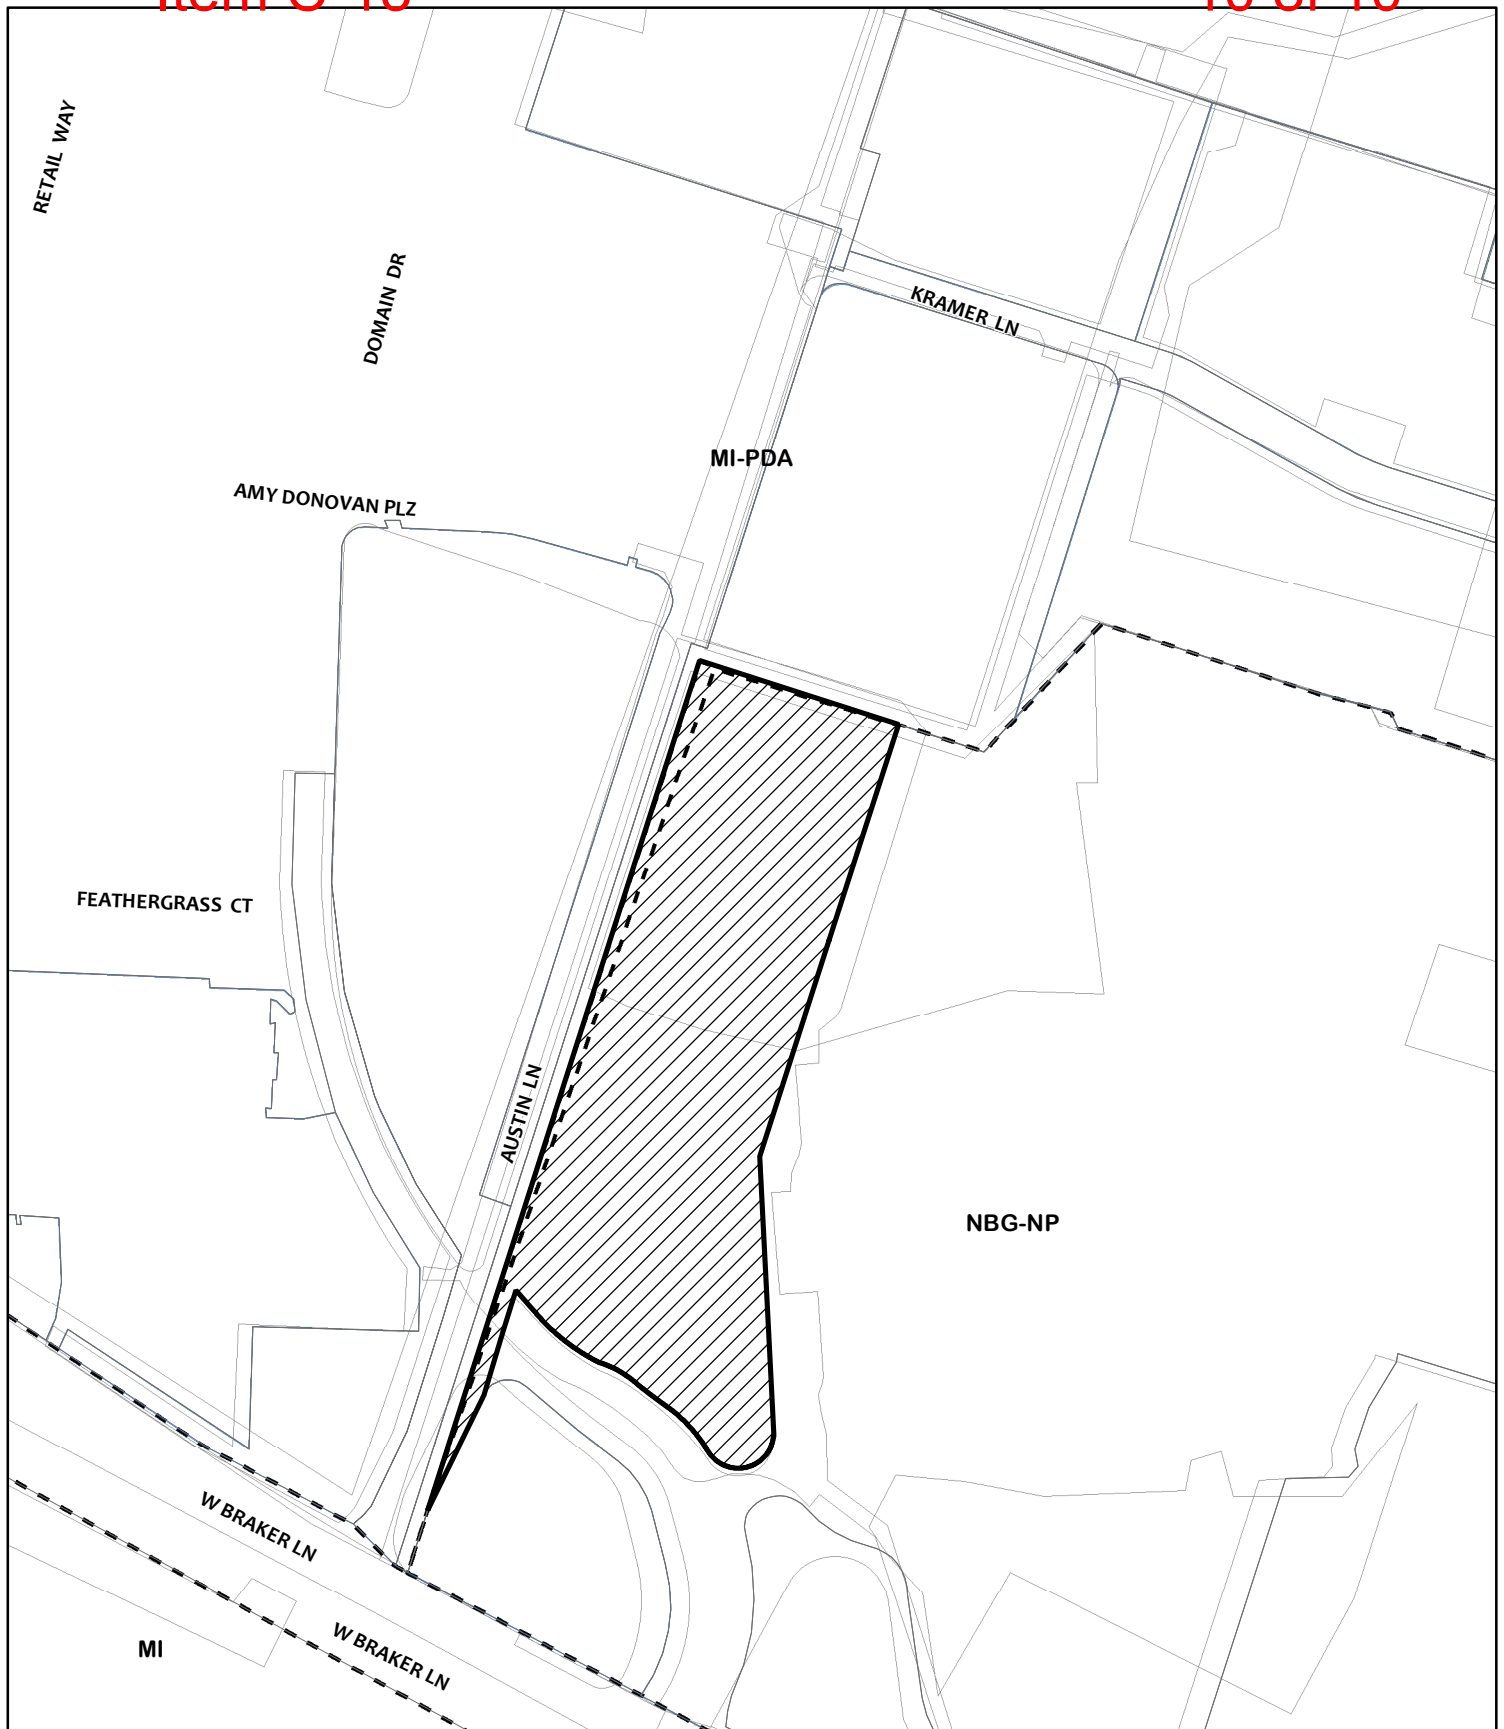 RETAIL WAY
DOMAIN DR
KRAMER LN
MI-PDA
AMY DONOVAN PLZ
FEATHERGRASS CT
AUSTIN LN
NBG-NP
W BRAKER LN
W BRAKER LN
MI